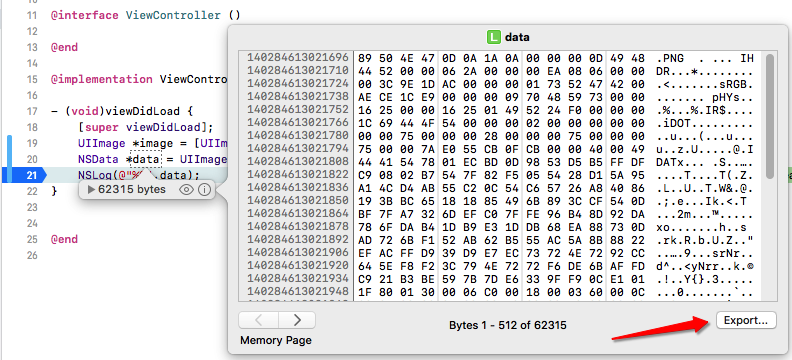 11 @interface ViewController ()
12
13 @end
14
15 @implementation ViewContro
16
17 - (void)viewDidLoad {
18 [super viewDidLoad];
19 UIImage *image = [UIIm
20 NSData *data = UIImage
21 NSLog(@"% ,data);
22 }
23
24
25 @end
26
62315 bytes
L data
140284613021696 89 50 4E 47 0D 0A 1A 0A 00 00 00 0D 49 48 .PNG . ... IH
140284613021710 44 52 00 00 06 2A 00 00 00 EA 08 06 00 00 DR...*........
140284613021724 00 3C 9E 1D AC 00 00 00 01 73 52 47 42 00 .<.......sRGB.
140284613021738 AE CE 1C E9 00 00 00 09 70 48 59 73 00 00 ....... pHYs..
140284613021752 16 25 00 00 16 25 01 49 52 24 F0 00 00 00 .%...%.IR$....
140284613021766 1C 69 44 4F 54 00 00 00 02 00 00 00 00 00 .iDOT.........
140284613021780 00 00 75 00 00 00 28 00 00 00 75 00 00 ..u...(...u...
140284613021794 75 00 00 7A E0 55 CB 0F CB 00 00 40 00 49 u..z.U.....@.I
140284613021808 44 41 54 78 01 EC BD 0D 98 53 D5 B5 FF DF DATx.....S....
140284613021822 C9 08 02 B7 54 7F 82 F5 05 54 28 D1 5A 95 ....T....T(.Z.
140284613021836 A1 4C D4 AB 55 C2 0C 54 C6 57 26 A8 40 86 .L..U..T.W&.@.
140284613021850 19 3B BC 65 18 18 85 49 6B 89 3C CF 54 0D .;.e...Ik.<.T
140284613021864 BF 7F A7 32 6D EF C0 7F FE 96 B4 8D 92 DA ...2m...™.....
140284613021878 78 6F DA B4 1D B9 E3 1D DB 68 EA 88 73 0D xo.......h..s
140284613021892 AD 72 6B F1 52 AB 62 B5 55 AC 5A 8B 88 22 .rk.R.b.U.Z.."
140284613021906 EF AC FF D9 39 D9 E7 EC 73 72 4E 72 92 CC ....9...srNr..
140284613021920 64 5E F8 F2 3C 79 4E 72 72 F6 DE 6B AF FD d^..<yNrr..k.©
140284613021934 C9 21 B3 BE 59 7B 7D E6 33 9F F9 0C E1 01 .!..Y{}.3.....
140284613021948 1F 80 01 30 00 06 C0 00 18 00 03 60 00 0C ...0.......`..
Memory Page
Bytes 1 - 512 of 62315
Export...